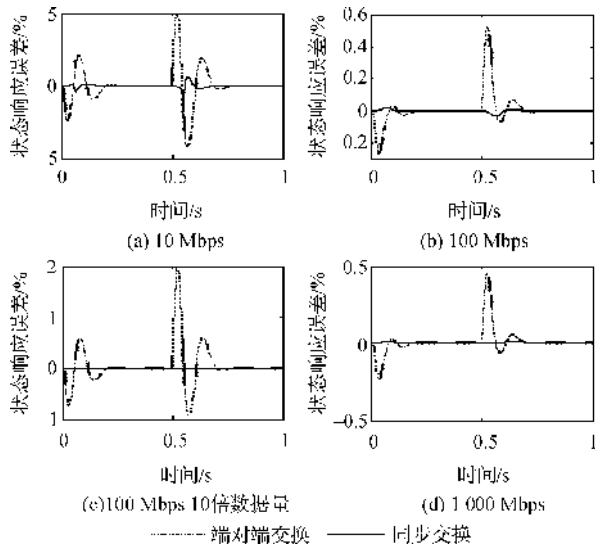 状态响应误差/%
5
0
5
0 0.5 1
时间/s
(a) 10 Mbps
状态响应误差/%
0.6
0.4
0.2
0
0.2
0 0.5 1
时间/s
(b) 100 Mbps
状态响应误差/%
2
0
1
0 0.5 1
时间/s
(c)100 Mbps 10倍数据量
状态响应误差/%
0.5
0
−0.5
0 0.5 1
时间/s
(d) 1 000 Mbps
端对端交换 同步交换